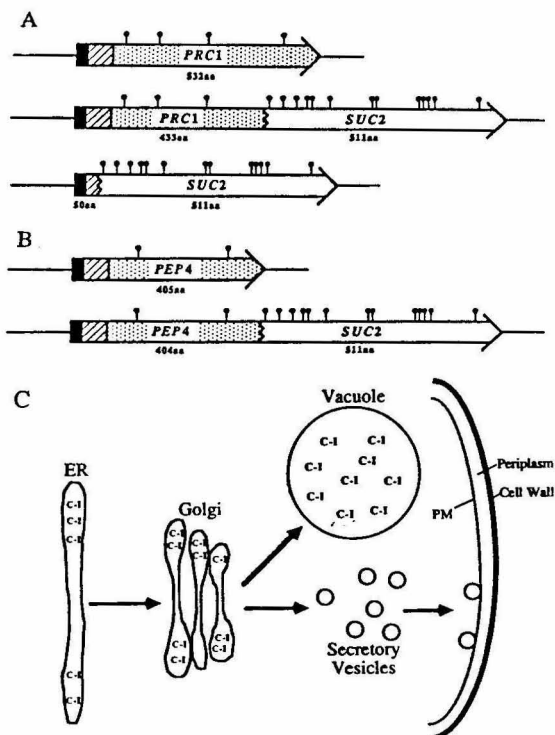 A
PRC1
532aa
PRC1 SUC2
433aa 511aa
SUC2
50aa 511aa
B
PEP4
405aa
PEP4 SUC2
404aa 511aa
C
Vacuole
ER
Golgi
C-I C-I
C-I C-I
C-I C-I C-I
C-I C-I
C-I C-I
C-I
C-I
C-I
C-I
C-I
C-I
C-I
C-I
C-I
C-I
C-I
C-I
Periplasm
Cell Wall
PM
Secretory
Vesicles